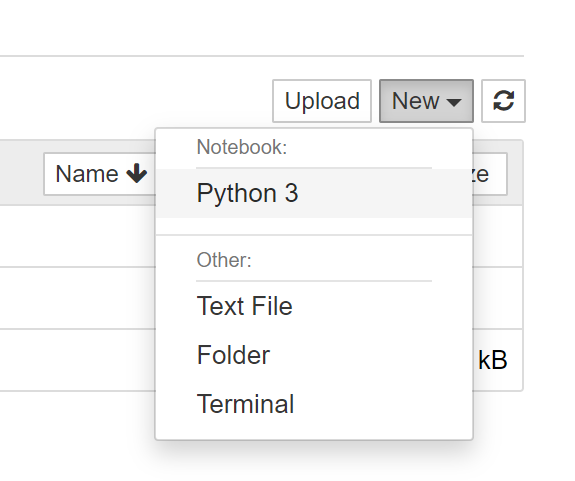 Upload New
Notebook:
Name
Python 3
Other:
Text File
Folder
kB
Terminal